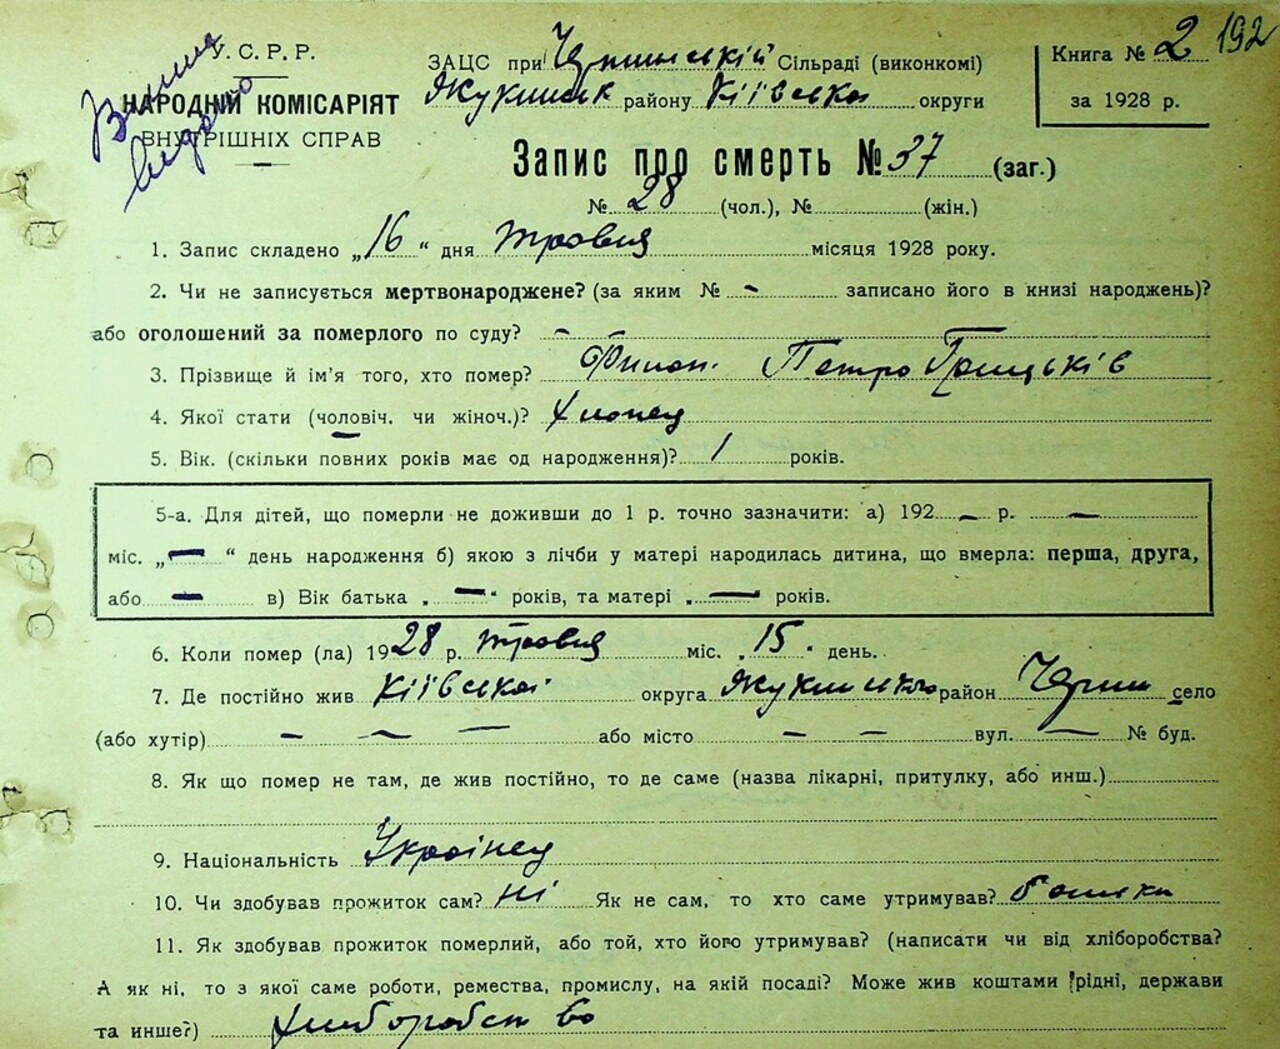 Виписка видано
У. С. Р. Р.
НАРОДНІЙ КОМІСАРІЯТ
ВНУТРІШНІХ СПРАВ
ЗАЦС при Сільраді (виконкомі)
району Київська округи
Книга № 2 192
за 1928 р.
Запис про смерть № 37 (заг.)
№ 28 (чол.), № (жін.)
1. Запис складено „16“ дня травня місяця 1928 року.
2. Чи не записується мертвонароджене? (за яким № - записано його в книзі народжень)?
або оголошений за померлого по суду? - -
3. Прізвище й ім’я того, хто помер? Петро Грицьків
4. Якої стати (чоловіч. чи жіноч.)? Хлопец
5. Вік. (скільки повних років має од народження)? 1 років.
5-а. Для дітей, що померли не доживши до 1 р. точно зазначити: а) 192 — р. —
міс. „—“ день народження б) якою з лічби у матері народилась дитина, що вмерла: перша, друга,
або — в) Вік батька „—“ років, та матері „—“ років.
6. Коли помер (ла) 1928 р. травня міс. „15“ день.
7. Де постійно жив Київської округа район село
(або хутір) - - — або місто - - вул. — № буд.
8. Як що помер не там, де жив постійно, то де саме (назва лікарні, притулку, або инш.)
9. Національність Українец
10. Чи здобував прожиток сам? ні Як не сам, то хто саме утримував? батьки
11. Як здобував прожиток померлий, або той, хто його утримував? (написати чи від хліборобства?
А як ні, то з якої саме роботи, ремества, промислу, на якій посаді? Може жив коштами рідні, держави
та инше?) Хліборобство